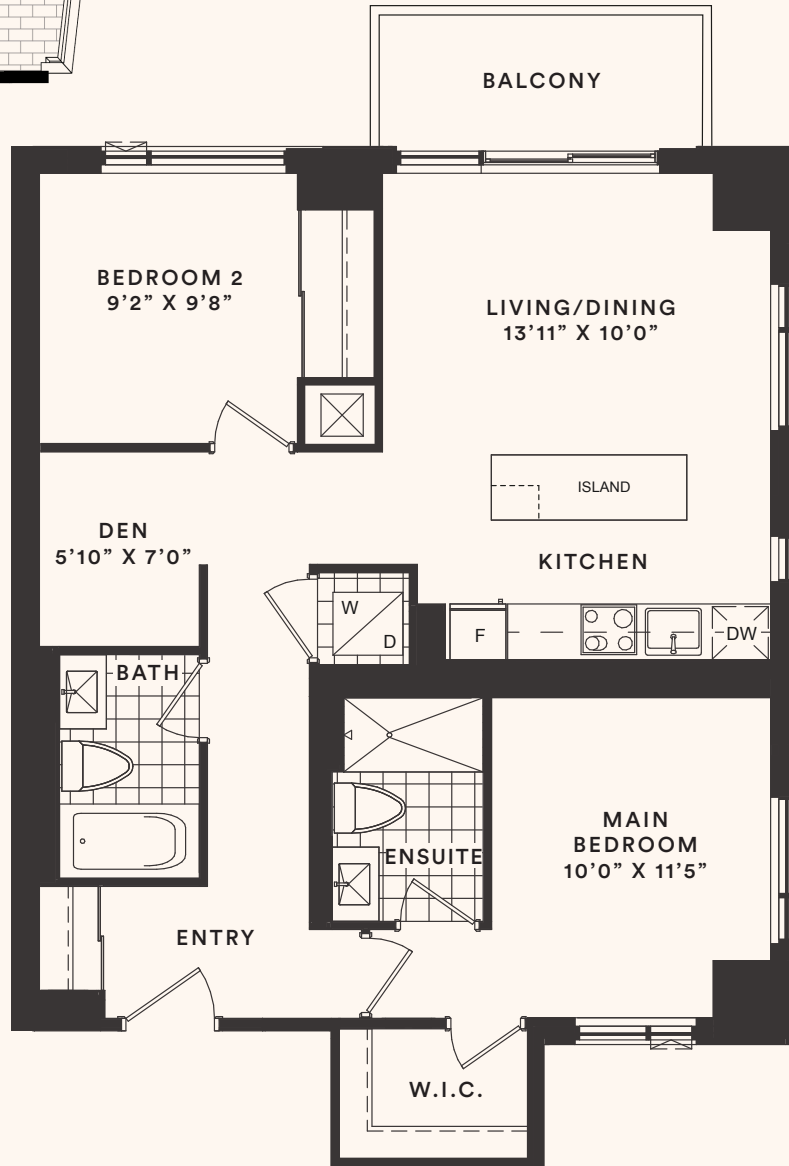 BALCONY
BEDROOM 2
9’2” X 9’8”
LIVING/DINING
13’11” X 10’0”
ISLAND
DEN
5’10” X 7’0”
KITCHEN
W
D
F
DW
BATH
MAIN
BEDROOM
10’0” X 11’5”
ENSUITE
ENTRY
W.I.C.